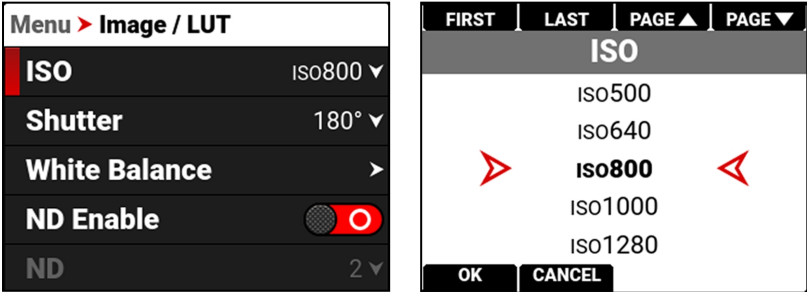 Menu > Image / LUT
ISO ISO800
Shutter 180°
White Balance
ND Enable
ND 2
FIRST LAST PAGE▲ PAGE▼
ISO
ISO500
ISO640
ISO800
ISO1000
ISO1280
OK CANCEL